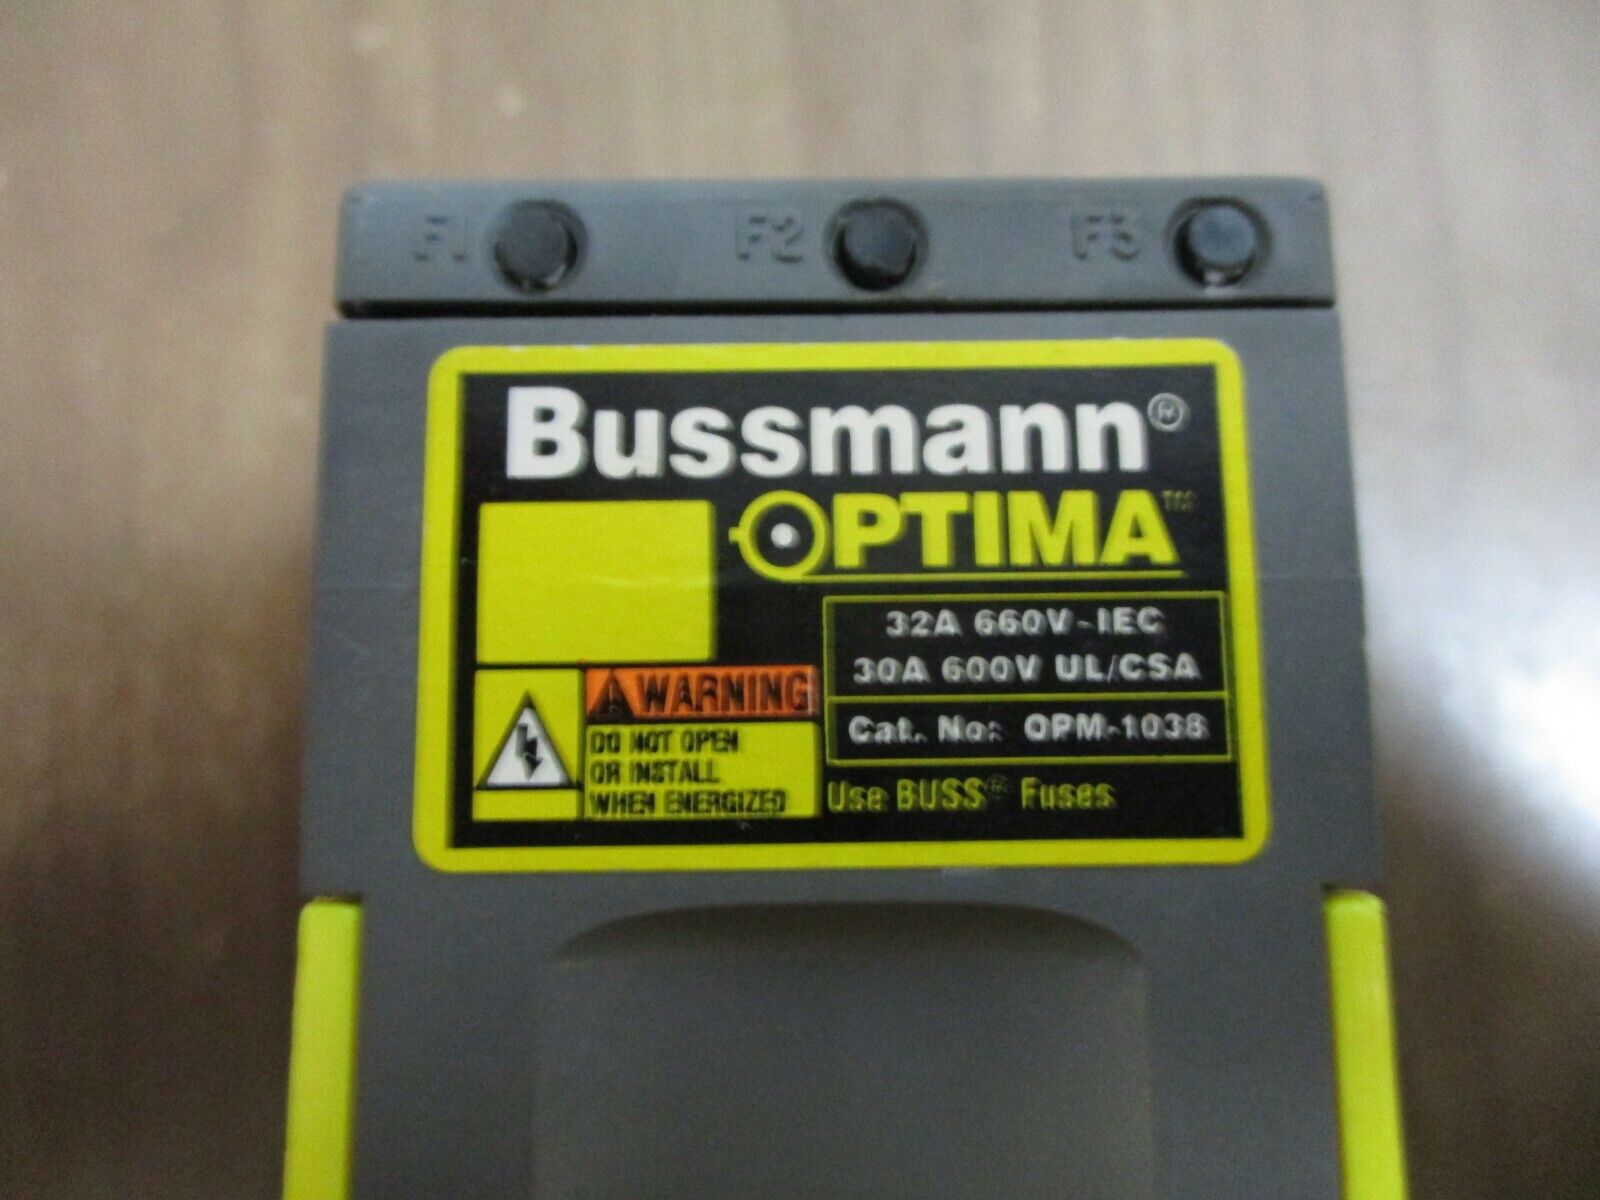 F1 F2 F3
Bussmann®
OPTIMA™
32A 660V~IEC
30A 600V UL/CSA
Cat. No: OPM-1038
WARNING
DO NOT OPEN
OR INSTALL
WHEN ENERGIZED
Use BUSS® Fuses